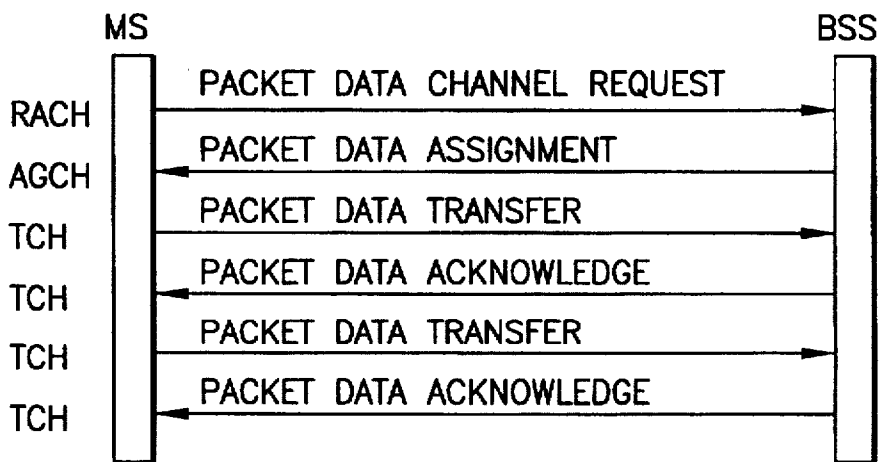 MS BSS
RACH PACKET DATA CHANNEL REQUEST
AGCH PACKET DATA ASSIGNMENT
TCH PACKET DATA TRANSFER
TCH PACKET DATA ACKNOWLEDGE
TCH PACKET DATA TRANSFER
TCH PACKET DATA ACKNOWLEDGE